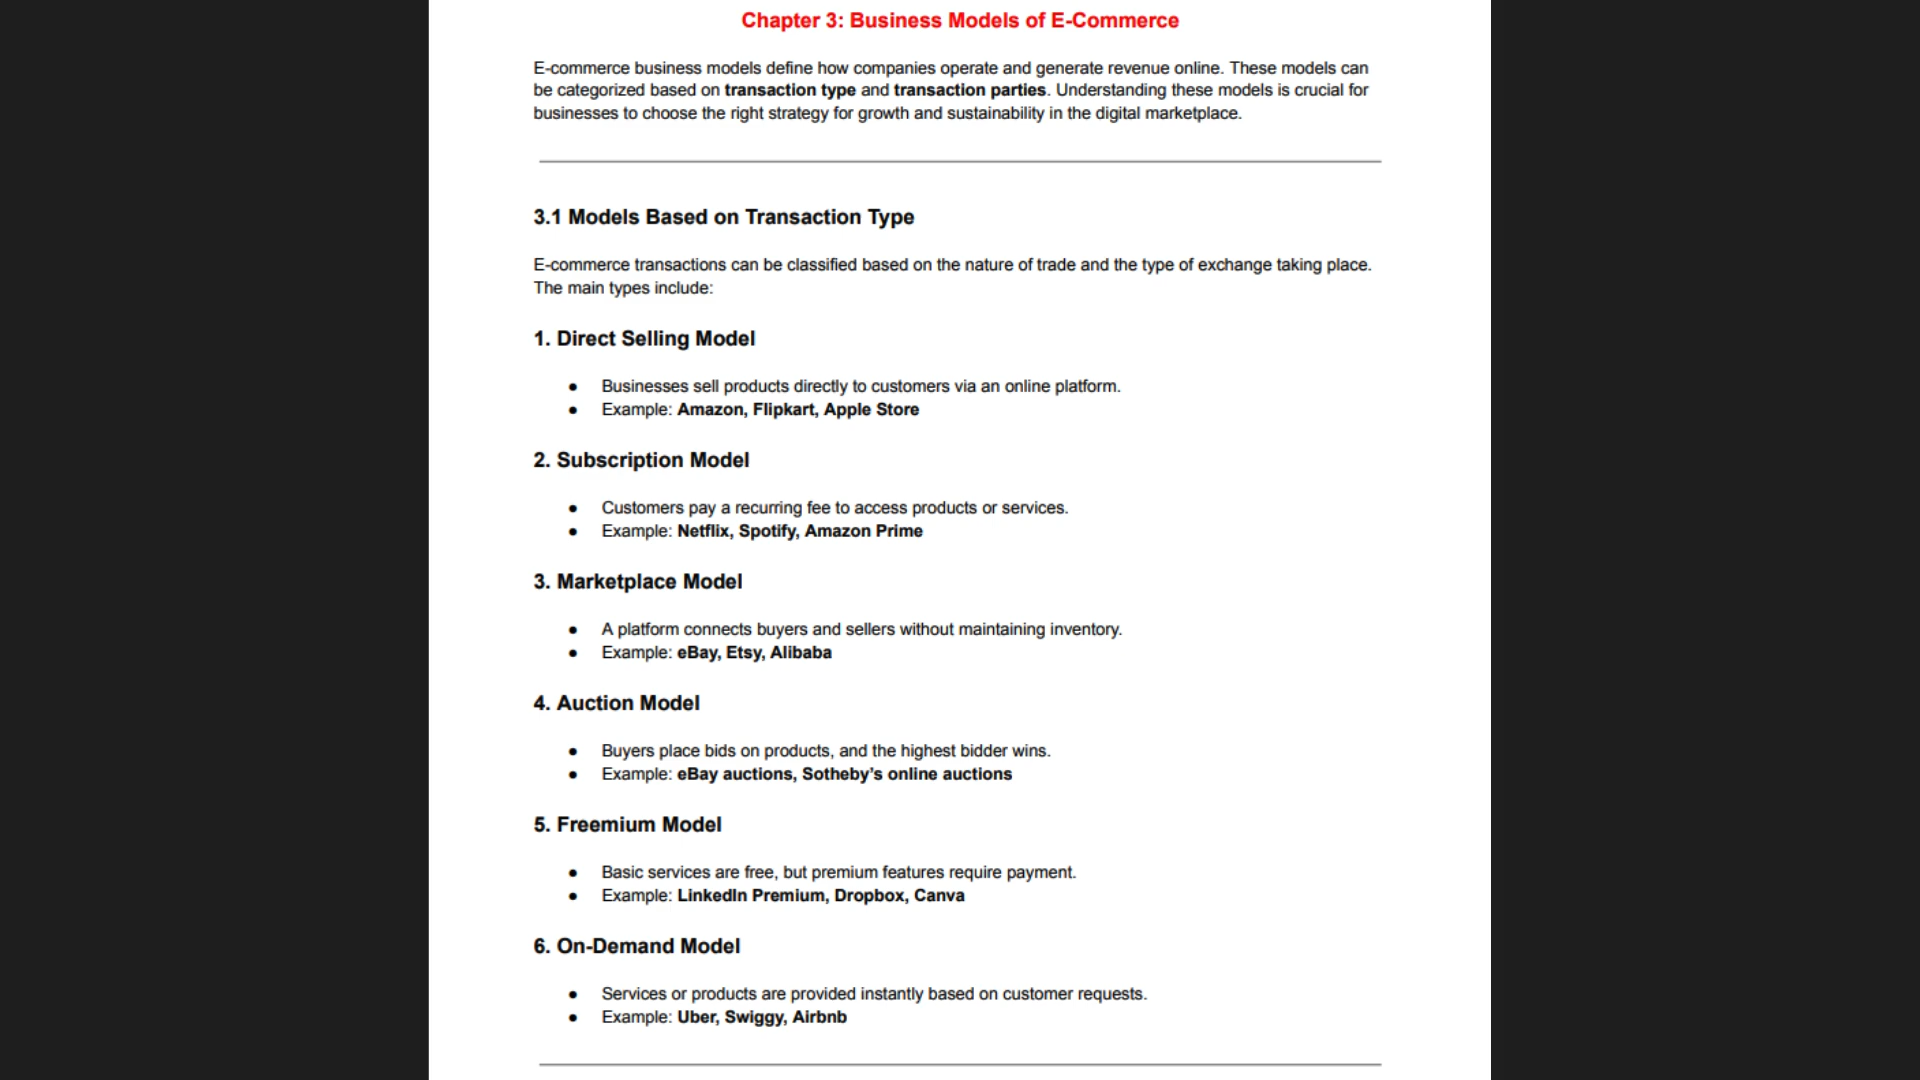 Chapter 3: Business Models of E-Commerce
E-commerce business models define how companies operate and generate revenue online. These models can
be categorized based on transaction type and transaction parties. Understanding these models is crucial for
businesses to choose the right strategy for growth and sustainability in the digital marketplace.
3.1 Models Based on Transaction Type
E-commerce transactions can be classified based on the nature of trade and the type of exchange taking place.
The main types include:
1. Direct Selling Model
● Businesses sell products directly to customers via an online platform.
● Example: Amazon, Flipkart, Apple Store
2. Subscription Model
● Customers pay a recurring fee to access products or services.
● Example: Netflix, Spotify, Amazon Prime
3. Marketplace Model
● A platform connects buyers and sellers without maintaining inventory.
● Example: eBay, Etsy, Alibaba
4. Auction Model
● Buyers place bids on products, and the highest bidder wins.
● Example: eBay auctions, Sotheby’s online auctions
5. Freemium Model
● Basic services are free, but premium features require payment.
● Example: LinkedIn Premium, Dropbox, Canva
6. On-Demand Model
● Services or products are provided instantly based on customer requests.
● Example: Uber, Swiggy, Airbnb